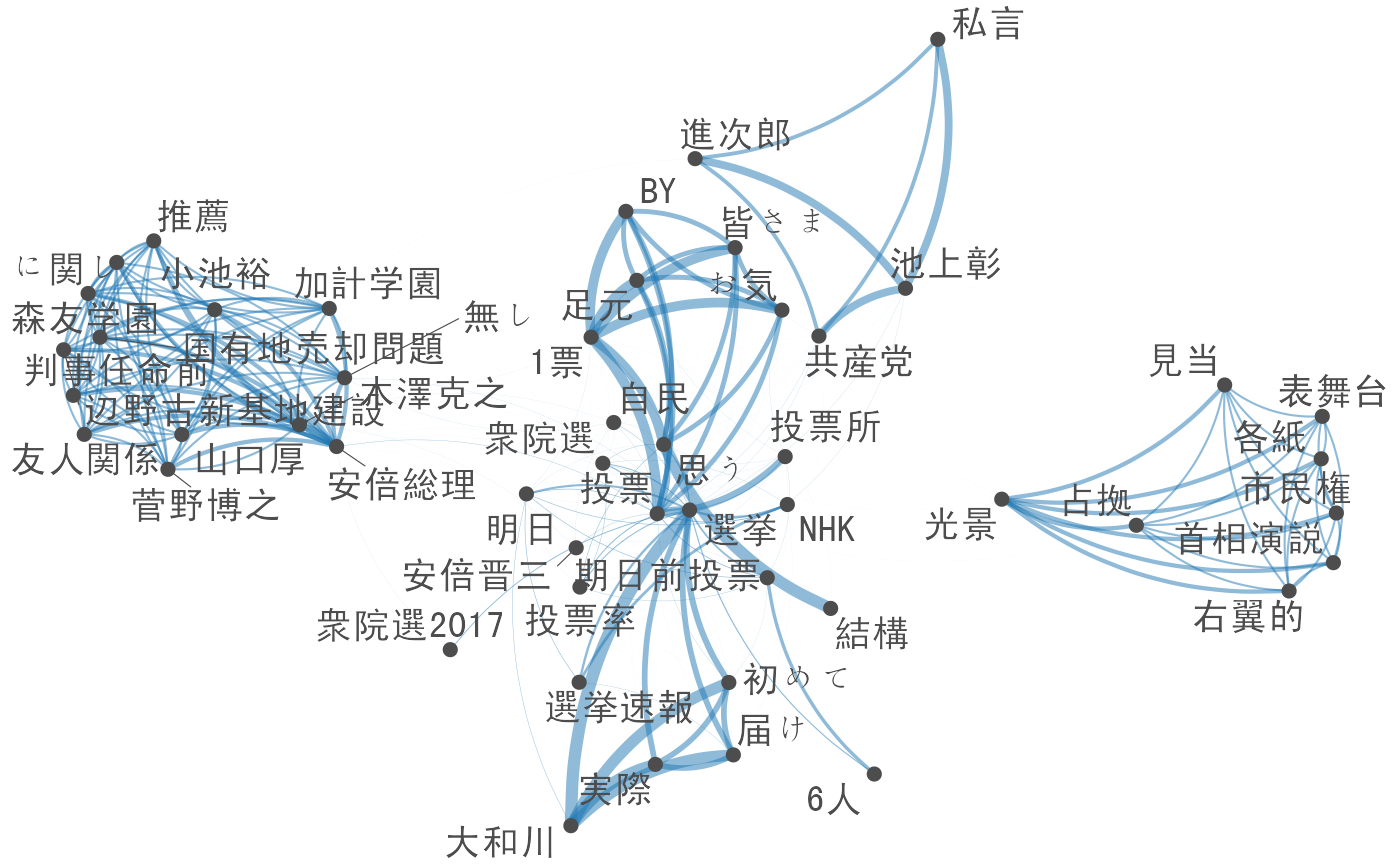 私言
進次郎
BY
皆さま
推薦
に関し
小池裕
加計学園
池上彰
お気
足元
森友学園
無し
国有地売却問題
1票
共産党
判事任命前
見当
木澤克之
自民
表舞台
辺野古新基地建設
投票所
衆院選
各紙
友人関係
山口厚
思う
安倍総理
投票
市民権
菅野博之
占拠
明日
選挙
NHK
光景
首相演説
安倍晋三
期日前投票
右翼的
衆院選2017
投票率
結構
初めて
選挙速報
届け
実際
6人
大和川